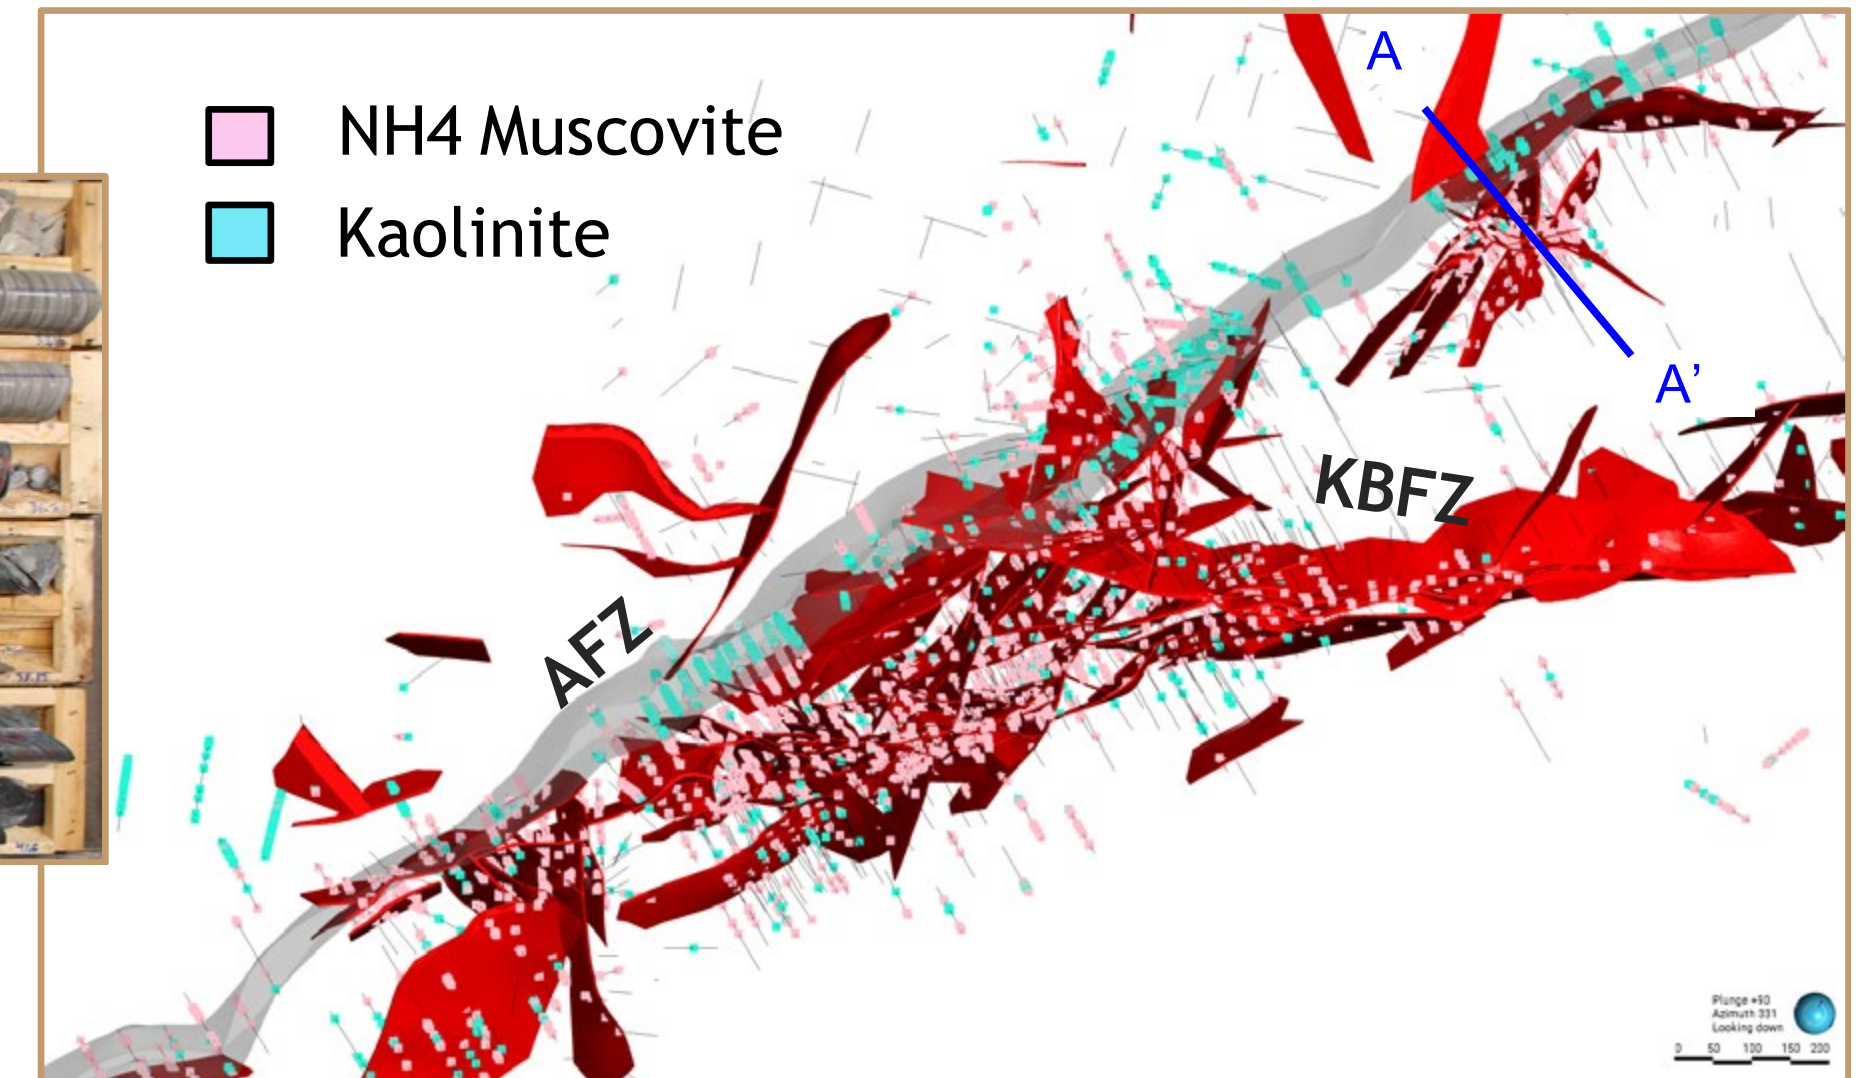 A
NH4 Muscovite
Kaolinite
A’
KBFZ
AFZ
Plunge +90
Azimuth 331
Looking down
0 50 100 150 200